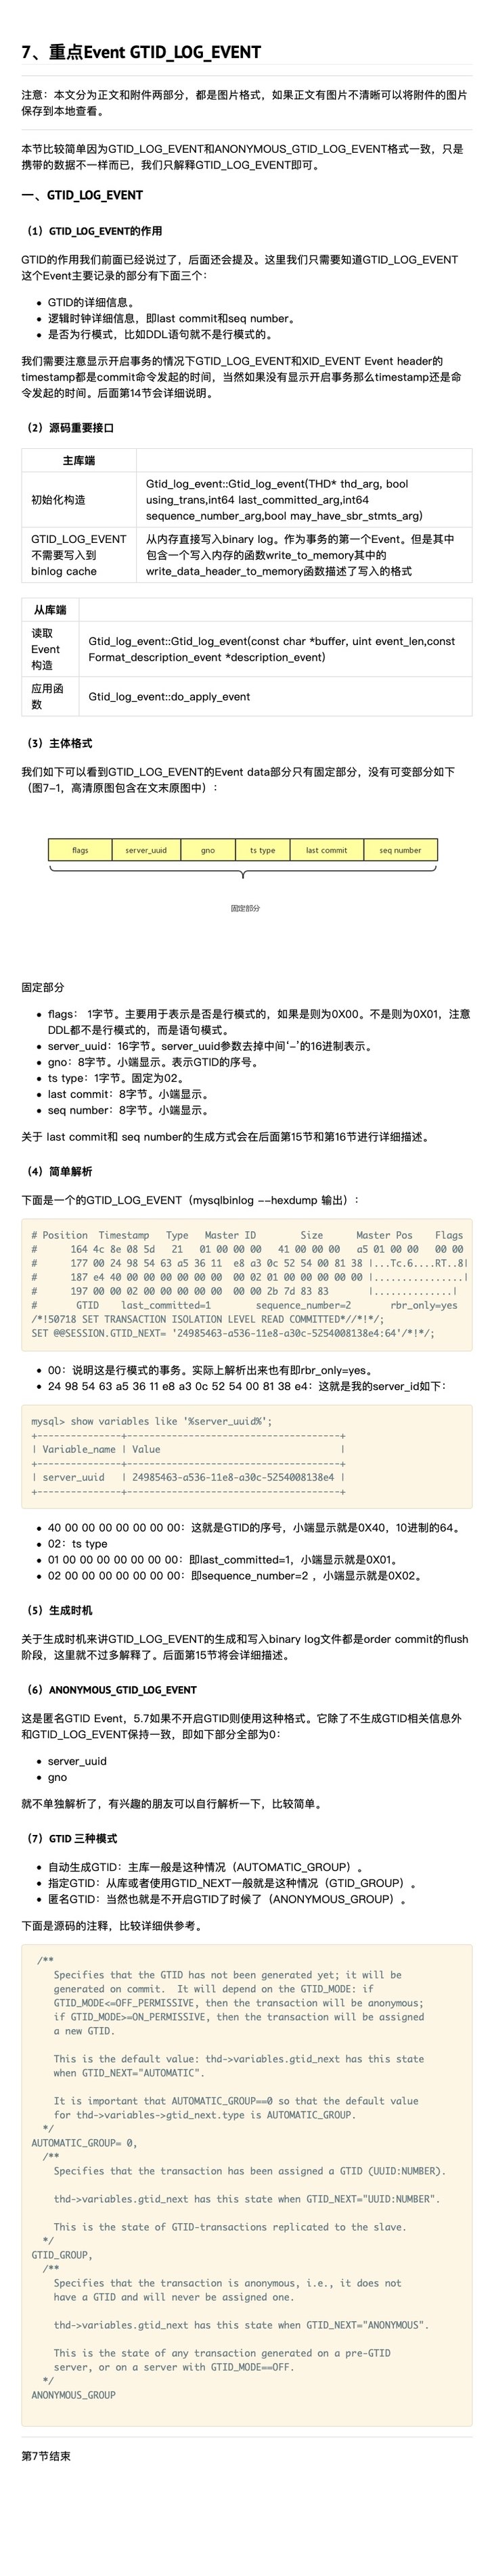 7、重点Event GTID_LOG_EVENT
注意：本文分为正文和附件两部分，都是图片格式，如果正文有图片不清晰可以将附件的图片
保存到本地查看。
本节比较简单因为GTID_LOG_EVENT和ANONYMOUS_GTID_LOG_EVENT格式一致，只是
携带的数据不一样而已，我们只解释GTID_LOG_EVENT即可。
一、GTID_LOG_EVENT
（1）GTID_LOG_EVENT的作用
GTID的作用我们前面已经说过了，后面还会提及。这里我们只需要知道GTID_LOG_EVENT
这个Event主要记录的部分有下面三个：
• GTID的详细信息。
• 逻辑时钟详细信息，即last commit和seq number。
• 是否为行模式，比如DDL语句就不是行模式的。
我们需要注意显示开启事务的情况下GTID_LOG_EVENT和XID_EVENT Event header的
timestamp都是commit命令发起的时间，当然如果没有显示开启事务那么timestamp还是命
令发起的时间。后面第14节会详细说明。
（2）源码重要接口
主库端
初始化构造
Gtid_log_event::Gtid_log_event(THD* thd_arg, bool
using_trans,int64 last_committed_arg,int64
sequence_number_arg,bool may_have_sbr_stmts_arg)
GTID_LOG_EVENT
不需要写入到
binlog cache
从内存直接写入binary log。作为事务的第一个Event。但是其中
包含一个写入内存的函数write_to_memory其中的
write_data_header_to_memory函数描述了写入的格式
从库端
读取
Event
构造
Gtid_log_event::Gtid_log_event(const char *buffer, uint event_len,const
Format_description_event *description_event)
应用函
数
Gtid_log_event::do_apply_event
（3）主体格式
我们如下可以看到GTID_LOG_EVENT的Event data部分只有固定部分，没有可变部分如下
（图7-1，高清原图包含在文末原图中）：
flags server_uuid gno ts type last commit seq number
固定部分
固定部分
• flags： 1字节。主要用于表示是否是行模式的，如果是则为0X00。不是则为0X01，注意
DDL都不是行模式的，而是语句模式。
• server_uuid：16字节。server_uuid参数去掉中间‘-’的16进制表示。
• gno：8字节。小端显示。表示GTID的序号。
• ts type：1字节。固定为02。
• last commit：8字节。小端显示。
• seq number：8字节。小端显示。
关于 last commit和 seq number的生成方式会在后面第15节和第16节进行详细描述。
（4）简单解析
下面是一个的GTID_LOG_EVENT（mysqlbinlog --hexdump 输出）：
# Position  Timestamp   Type   Master ID        Size      Master Pos    Flags
#      164 4c 8e 08 5d   21   01 00 00 00   41 00 00 00   a5 01 00 00   00 00
#      177 00 24 98 54 63 a5 36 11  e8 a3 0c 52 54 00 81 38 |...Tc.6....RT..8|
#      187 e4 40 00 00 00 00 00 00  00 02 01 00 00 00 00 00 |................|
#      197 00 00 02 00 00 00 00 00  00 00 2b 7d 83 83       |..............|
#       GTID    last_committed=1        sequence_number=2       rbr_only=yes
/*!50718 SET TRANSACTION ISOLATION LEVEL READ COMMITTED*//*!*/;
SET @@SESSION.GTID_NEXT= '24985463-a536-11e8-a30c-5254008138e4:64'/*!*/;
• 00：说明这是行模式的事务。实际上解析出来也有即rbr_only=yes。
• 24 98 54 63 a5 36 11 e8 a3 0c 52 54 00 81 38 e4：这就是我的server_id如下：
mysql> show variables like '%server_uuid%';
+---------------+--------------------------------------+
| Variable_name | Value                                |
+---------------+--------------------------------------+
| server_uuid   | 24985463-a536-11e8-a30c-5254008138e4 |
+---------------+--------------------------------------+
• 40 00 00 00 00 00 00 00：这就是GTID的序号，小端显示就是0X40，10进制的64。
• 02：ts type
• 01 00 00 00 00 00 00 00：即last_committed=1，小端显示就是0X01。
• 02 00 00 00 00 00 00 00：即sequence_number=2 ，小端显示就是0X02。
（5）生成时机
关于生成时机来讲GTID_LOG_EVENT的生成和写入binary log文件都是order commit的flush
阶段，这里就不过多解释了。后面第15节将会详细描述。
（6）ANONYMOUS_GTID_LOG_EVENT
这是匿名GTID Event，5.7如果不开启GTID则使用这种格式。它除了不生成GTID相关信息外
和GTID_LOG_EVENT保持一致，即如下部分全部为0：
• server_uuid
• gno
就不单独解析了，有兴趣的朋友可以自行解析一下，比较简单。
（7）GTID 三种模式
• 自动生成GTID：主库一般是这种情况（AUTOMATIC_GROUP）。
• 指定GTID：从库或者使用GTID_NEXT一般就是这种情况（GTID_GROUP）。
• 匿名GTID：当然也就是不开启GTID了时候了（ANONYMOUS_GROUP）。
下面是源码的注释，比较详细供参考。
/**
Specifies that the GTID has not been generated yet; it will be
generated on commit.  It will depend on the GTID_MODE: if
GTID_MODE<=OFF_PERMISSIVE, then the transaction will be anonymous;
if GTID_MODE>=ON_PERMISSIVE, then the transaction will be assigned
a new GTID.
This is the default value: thd->variables.gtid_next has this state
when GTID_NEXT="AUTOMATIC".
It is important that AUTOMATIC_GROUP==0 so that the default value
for thd->variables->gtid_next.type is AUTOMATIC_GROUP.
*/
AUTOMATIC_GROUP= 0,
/**
Specifies that the transaction has been assigned a GTID (UUID:NUMBER).
thd->variables.gtid_next has this state when GTID_NEXT="UUID:NUMBER".
This is the state of GTID-transactions replicated to the slave.
*/
GTID_GROUP,
/**
Specifies that the transaction is anonymous, i.e., it does not
have a GTID and will never be assigned one.
thd->variables.gtid_next has this state when GTID_NEXT="ANONYMOUS".
This is the state of any transaction generated on a pre-GTID
server, or on a server with GTID_MODE==OFF.
*/
ANONYMOUS_GROUP
第7节结束